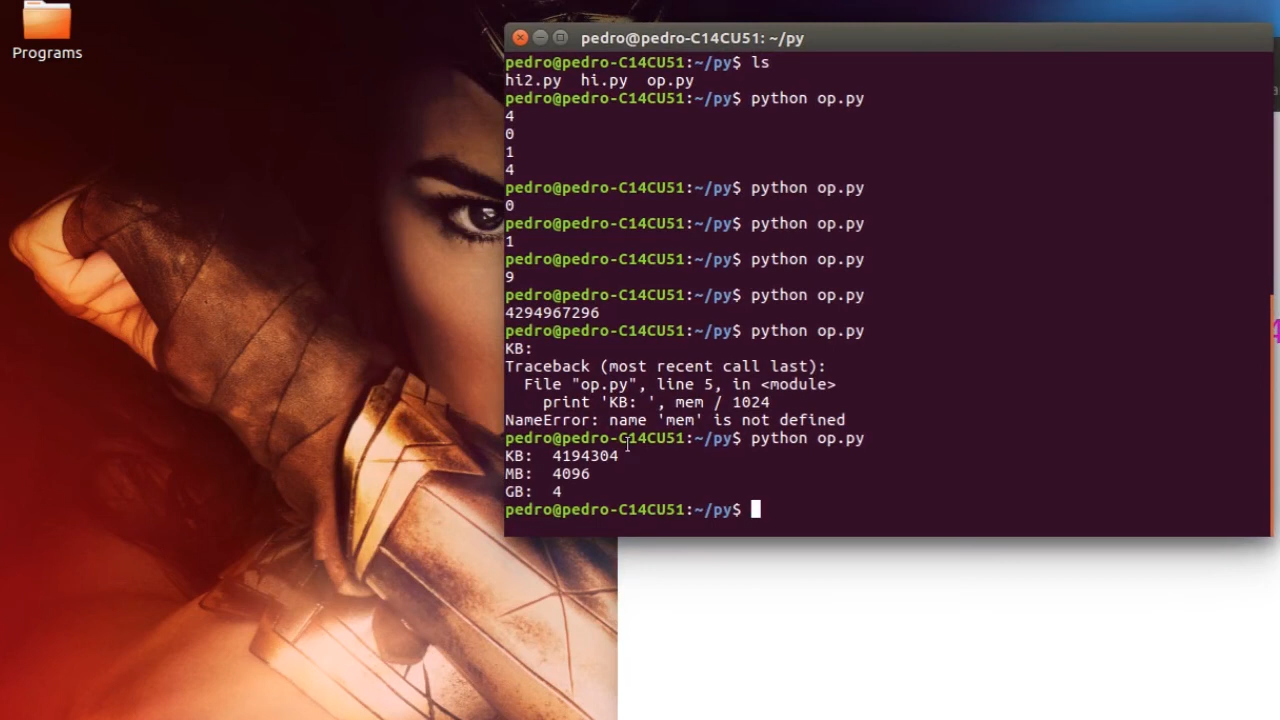 Programs
pedro@pedro-C14CU51: ~/py
pedro@pedro-C14CU51:~/py$ ls
hi2.py  hi.py  op.py
pedro@pedro-C14CU51:~/py$ python op.py
4
0
1
4
pedro@pedro-C14CU51:~/py$ python op.py
0
pedro@pedro-C14CU51:~/py$ python op.py
1
pedro@pedro-C14CU51:~/py$ python op.py
9
pedro@pedro-C14CU51:~/py$ python op.py
4294967296
pedro@pedro-C14CU51:~/py$ python op.py
KB:
Traceback (most recent call last):
  File "op.py", line 5, in <module>
    print 'KB: ', mem / 1024
NameError: name 'mem' is not defined
pedro@pedro-C14CU51:~/py$ python op.py
KB:  4194304
MB:  4096
GB:  4
pedro@pedro-C14CU51:~/py$